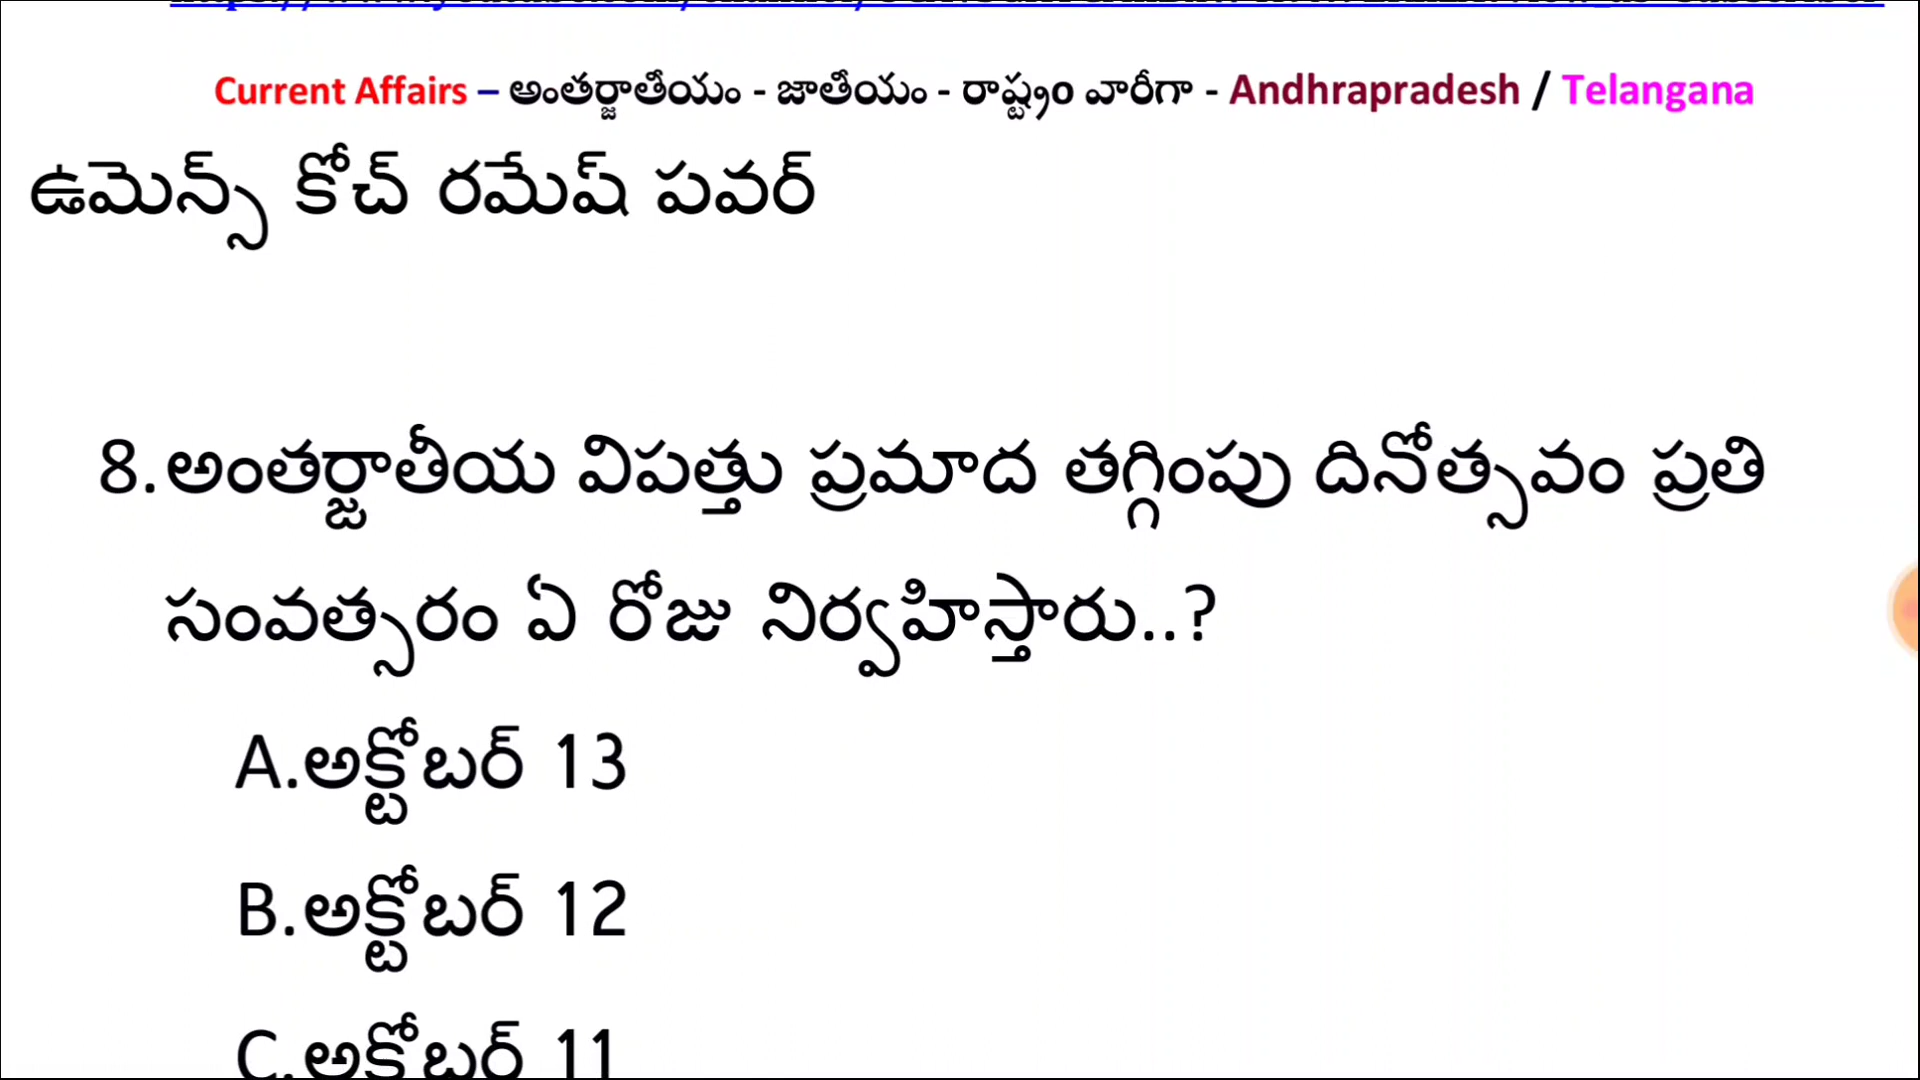 Current Affairs – అంతర్జాతీయం - జాతీయం - రాష్ట్రం వారీగా - Andhrapradesh / Telangana
ఉమెన్స్ కోచ్ రమేష్ పవర్
8. అంతర్జాతీయ విపత్తు ప్రమాద తగ్గింపు దినోత్సవం ప్రతి
సంవత్సరం ఏ రోజు నిర్వహిస్తారు..?
A. అక్టోబర్ 13
B. అక్టోబర్ 12
C. అక్టోబర్ 11